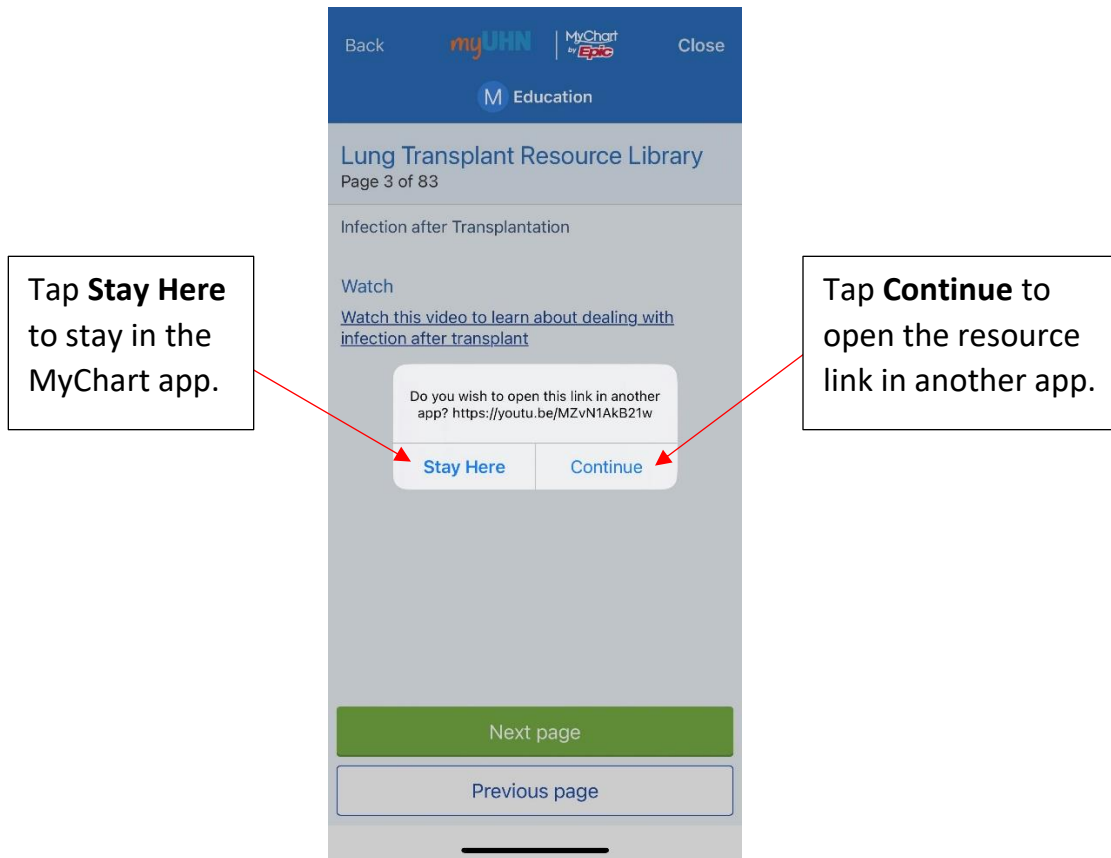 Back
myUHN
MyChart
by Epic
Close
M Education
Lung Transplant Resource Library
Page 3 of 83
Infection after Transplantation
Watch
Watch this video to learn about dealing with
infection after transplant
Do you wish to open this link in another
app? https://youtu.be/MZvN1AkB21w
Stay Here
Continue
Next page
Previous page
Tap Stay Here
to stay in the
MyChart app.
Tap Continue to
open the resource
link in another app.